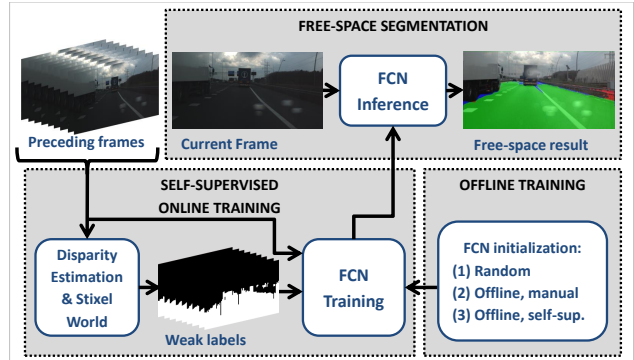 FREE-SPACE SEGMENTATION
FCN
Inference
Preceding frames
Current Frame
Free-space result
SELF-SUPERVISED
ONLINE TRAINING
OFFLINE TRAINING
Disparity
Estimation
& Stixel
World
Weak labels
FCN
Training
FCN initialization:
(1) Random
(2) Offline, manual
(3) Offline, self-sup.